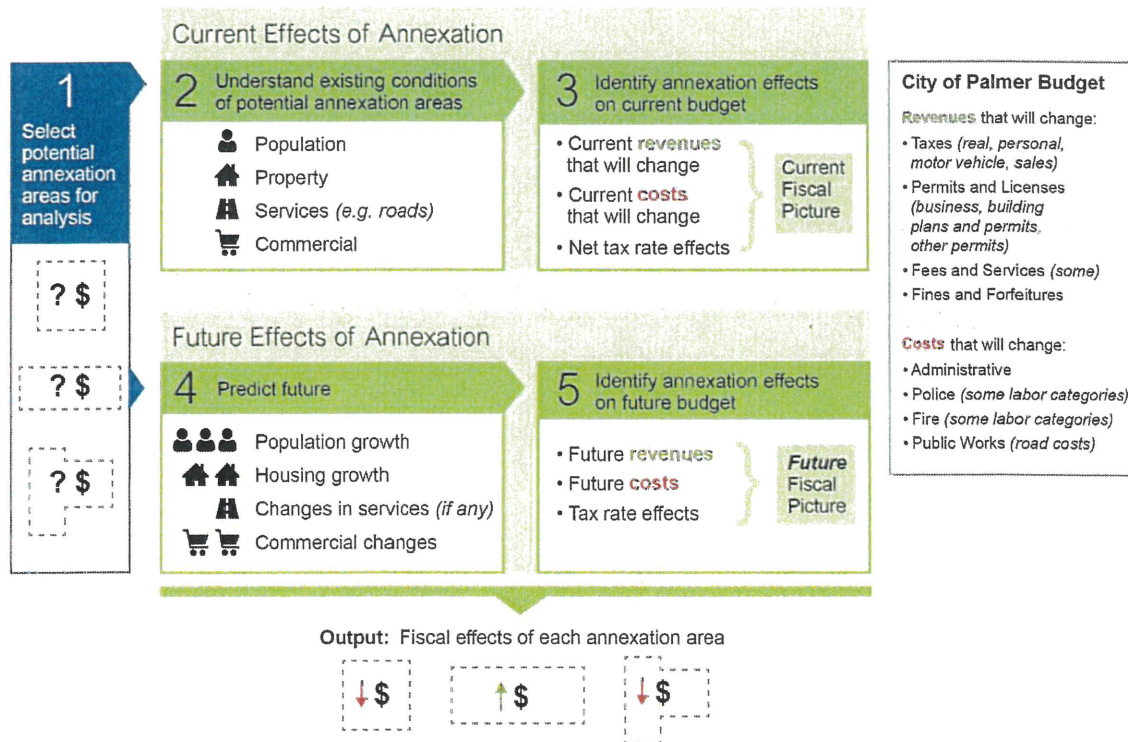 Current Effects of Annexation
1
Select
potential
annexation
areas for
analysis
? $
? $
? $
2 Understand existing conditions
of potential annexation areas
Population
Property
Services (e.g. roads)
Commercial
3 Identify annexation effects
on current budget
• Current revenues
that will change
• Current costs
that will change
• Net tax rate effects
Current
Fiscal
Picture
Future Effects of Annexation
4 Predict future
Population growth
Housing growth
Changes in services (if any)
Commercial changes
5 Identify annexation effects
on future budget
• Future revenues
• Future costs
• Tax rate effects
Future
Fiscal
Picture
City of Palmer Budget
Revenues that will change:
• Taxes (real, personal,
motor vehicle, sales)
• Permits and Licenses
(business, building
plans and permits,
other permits)
• Fees and Services (some)
• Fines and Forfeitures
Costs that will change:
• Administrative
• Police (some labor categories)
• Fire (some labor categories)
• Public Works (road costs)
Output: Fiscal effects of each annexation area
↓ $
↑ $
↓ $